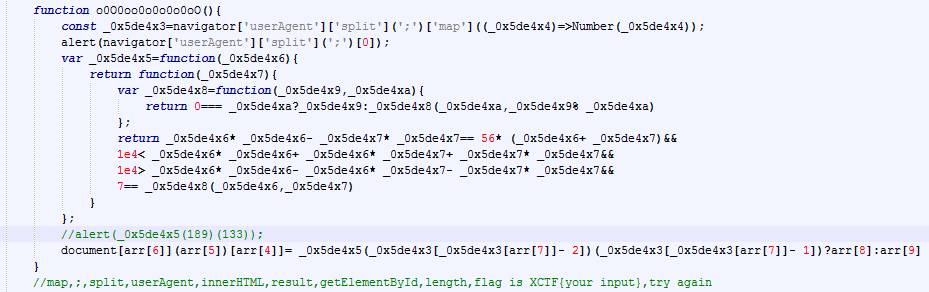 function o0OOoo0o0o0o0oO(){
const _0x5de4x3=navigator['userAgent']['split'](';')['map']((_0x5de4x4)=>Number(_0x5de4x4));
alert(navigator['userAgent']['split'](';')[0]);
var _0x5de4x5=function(_0x5de4x6){
return function(_0x5de4x7){
var _0x5de4x8=function(_0x5de4x9,_0x5de4xa){
return 0=== _0x5de4xa?_0x5de4x9:_0x5de4x8(_0x5de4xa,_0x5de4x9% _0x5de4xa)
};
return _0x5de4x6* _0x5de4x6- _0x5de4x7* _0x5de4x7== 56* (_0x5de4x6+ _0x5de4x7)&&
1e4< _0x5de4x6* _0x5de4x6+ _0x5de4x6* _0x5de4x7+ _0x5de4x7* _0x5de4x7&&
1e4> _0x5de4x6* _0x5de4x6- _0x5de4x6* _0x5de4x7- _0x5de4x7* _0x5de4x7&&
7== _0x5de4x8(_0x5de4x6,_0x5de4x7)
}
};
//alert(_0x5de4x5(189)(133));
document[arr[6]](arr[5])[arr[4]]= _0x5de4x5(_0x5de4x3[_0x5de4x3[arr[7]]- 2])(_0x5de4x3[_0x5de4x3[arr[7]]- 1])?arr[8]:arr[9]
}
//map,;,split,userAgent,innerHTML,result,getElementById,length,flag is XCTF{your input},try again